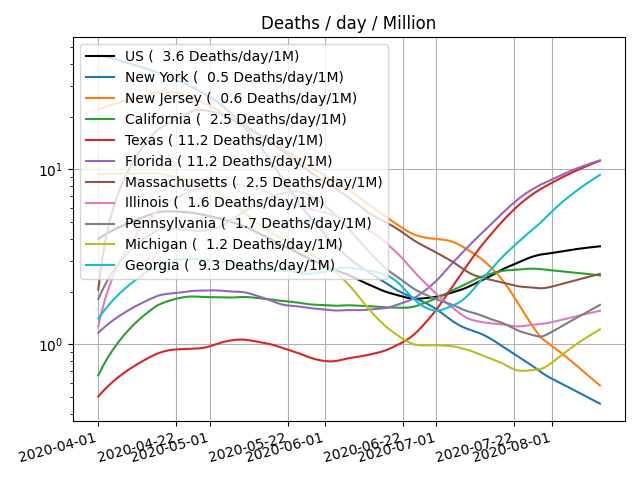 Deaths / day / Million
US (  3.6 Deaths/day/1M)
New York (  0.5 Deaths/day/1M)
New Jersey (  0.6 Deaths/day/1M)
California (  2.5 Deaths/day/1M)
Texas ( 11.2 Deaths/day/1M)
Florida ( 11.2 Deaths/day/1M)
Massachusetts (  2.5 Deaths/day/1M)
Illinois (  1.6 Deaths/day/1M)
Pennsylvania (  1.7 Deaths/day/1M)
Michigan (  1.2 Deaths/day/1M)
Georgia (  9.3 Deaths/day/1M)
10¹
10⁰
2020-04-01 2020-04-22 2020-05-01 2020-05-22 2020-06-01 2020-06-22 2020-07-01 2020-07-22 2020-08-01